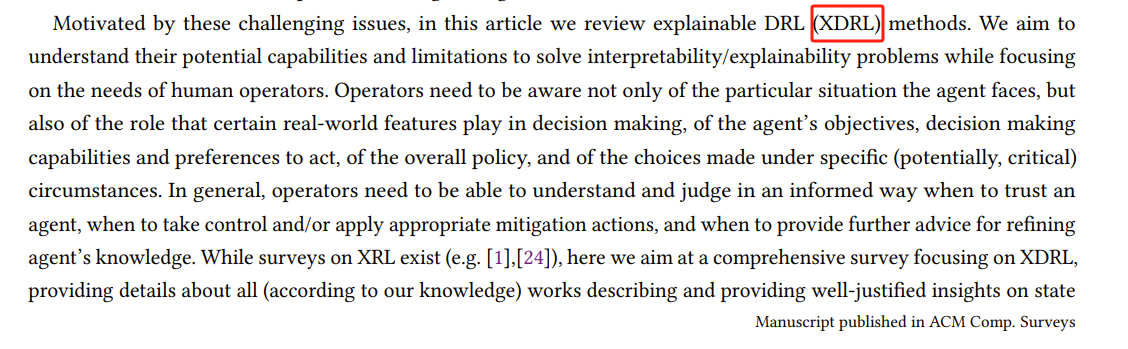 Motivated by these challenging issues, in this article we review explainable DRL (XDRL) methods. We aim to
understand their potential capabilities and limitations to solve interpretability/explainability problems while focusing
on the needs of human operators. Operators need to be aware not only of the particular situation the agent faces, but
also of the role that certain real-world features play in decision making, of the agent's objectives, decision making
capabilities and preferences to act, of the overall policy, and of the choices made under specific (potentially, critical)
circumstances. In general, operators need to be able to understand and judge in an informed way when to trust an
agent, when to take control and/or apply appropriate mitigation actions, and when to provide further advice for refining
agent's knowledge. While surveys on XRL exist (e.g. [1],[24]), here we aim at a comprehensive survey focusing on XDRL,
providing details about all (according to our knowledge) works describing and providing well-justified insights on state
Manuscript published in ACM Comp. Surveys